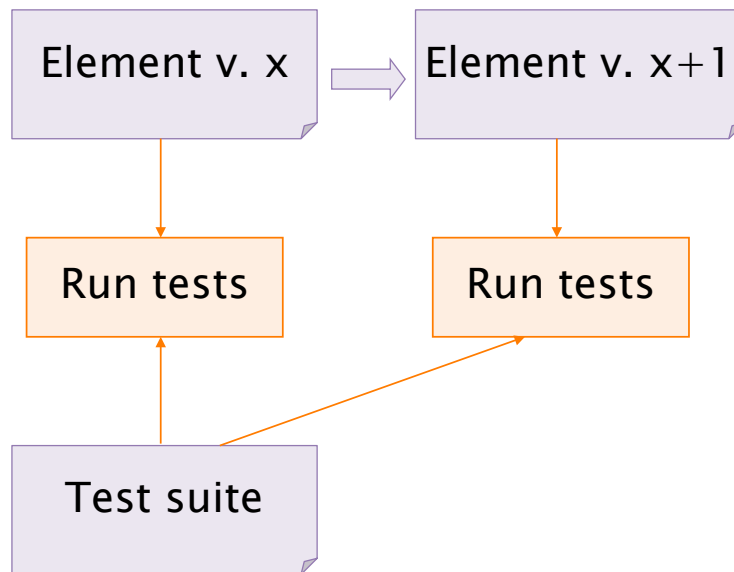 Element v. x
Element v. x+1
Run tests
Run tests
Test suite